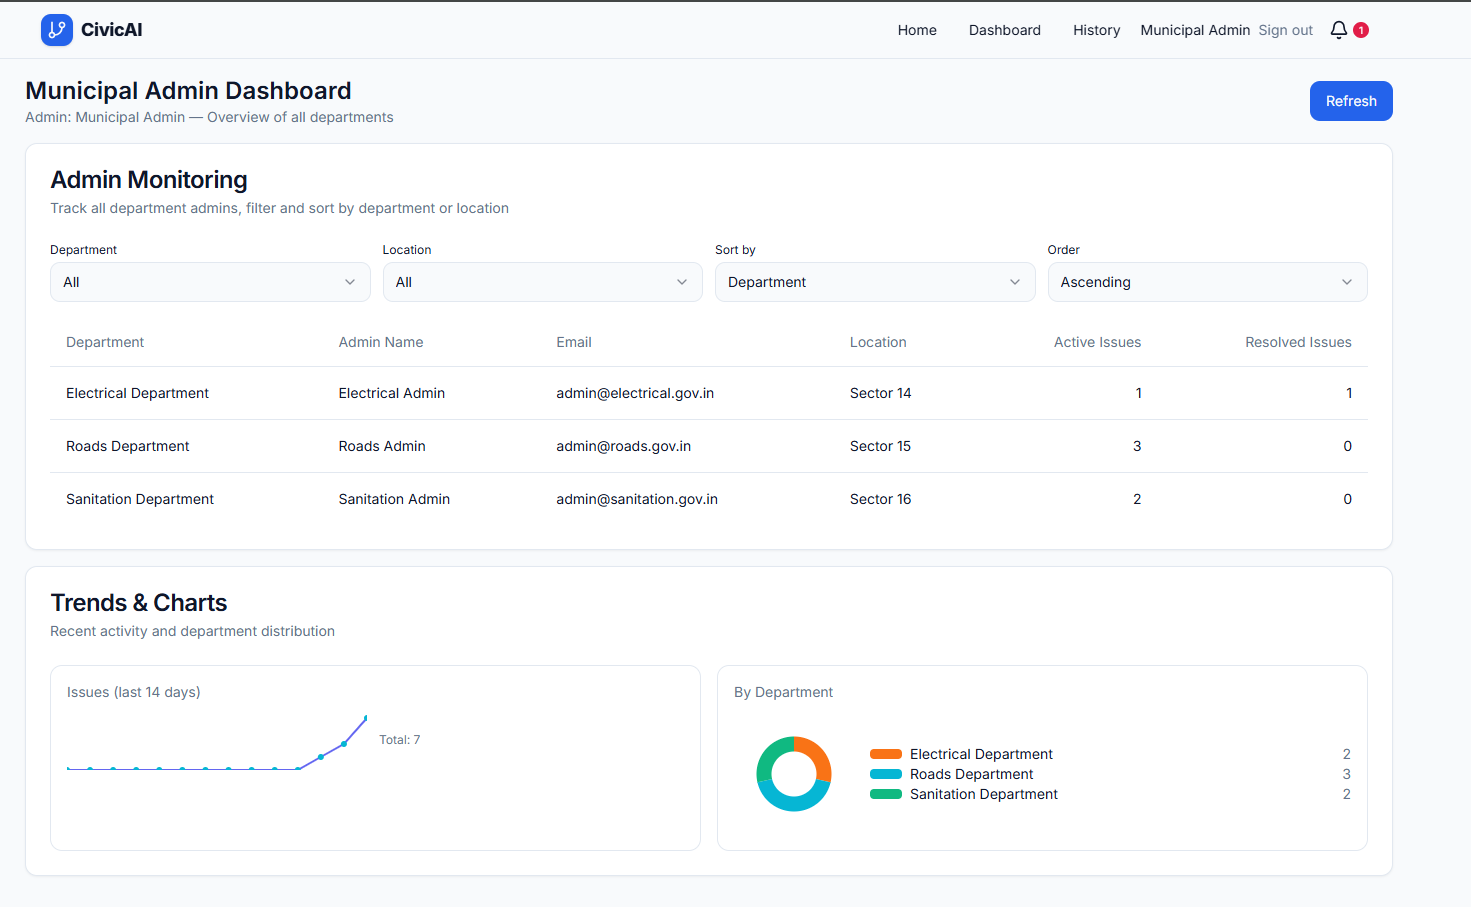 CivicAI
Home Dashboard History Municipal Admin Sign out 1
Municipal Admin Dashboard
Admin: Municipal Admin — Overview of all departments
Refresh
Admin Monitoring
Track all department admins, filter and sort by department or location
Department Location Sort by Order
All All Department Ascending
Department Admin Name Email Location Active Issues Resolved Issues
Electrical Department Electrical Admin admin@electrical.gov.in Sector 14 1 1
Roads Department Roads Admin admin@roads.gov.in Sector 15 3 0
Sanitation Department Sanitation Admin admin@sanitation.gov.in Sector 16 2 0
Trends & Charts
Recent activity and department distribution
Issues (last 14 days)
Total: 7
By Department
Electrical Department 2
Roads Department 3
Sanitation Department 2